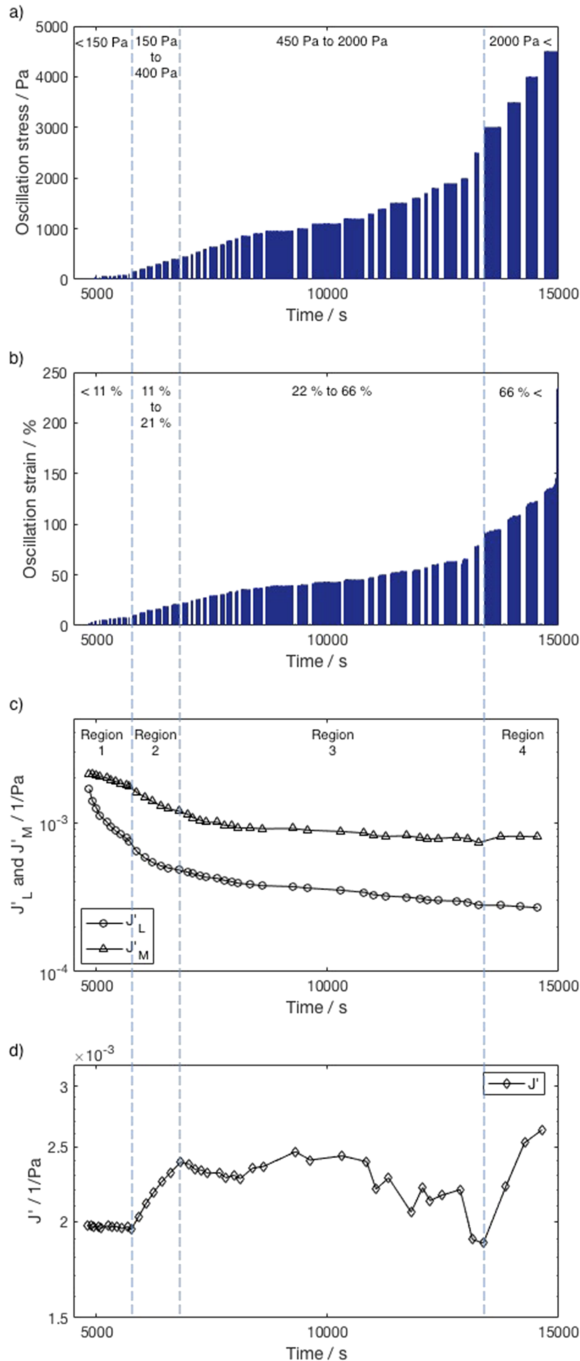 a)
5000
4000
3000
2000
1000
0
Oscillation stress / Pa
< 150 Pa
150 Pa
to
400 Pa
450 Pa to 2000 Pa
2000 Pa <
5000
10000
15000
Time / s
b)
250
200
150
100
50
0
Oscillation strain / %
< 11 %
11 %
to
21 %
22 % to 66 %
66 % <
5000
10000
15000
Time / s
c)
10⁻³
10⁻⁴
J'L and J'M / 1/Pa
Region
1
Region
2
Region
3
Region
4
J'L
J'M
5000
10000
15000
Time / s
d)
×10⁻³
3
2.5
2
1.5
J' / 1/Pa
J'
5000
10000
15000
Time / s